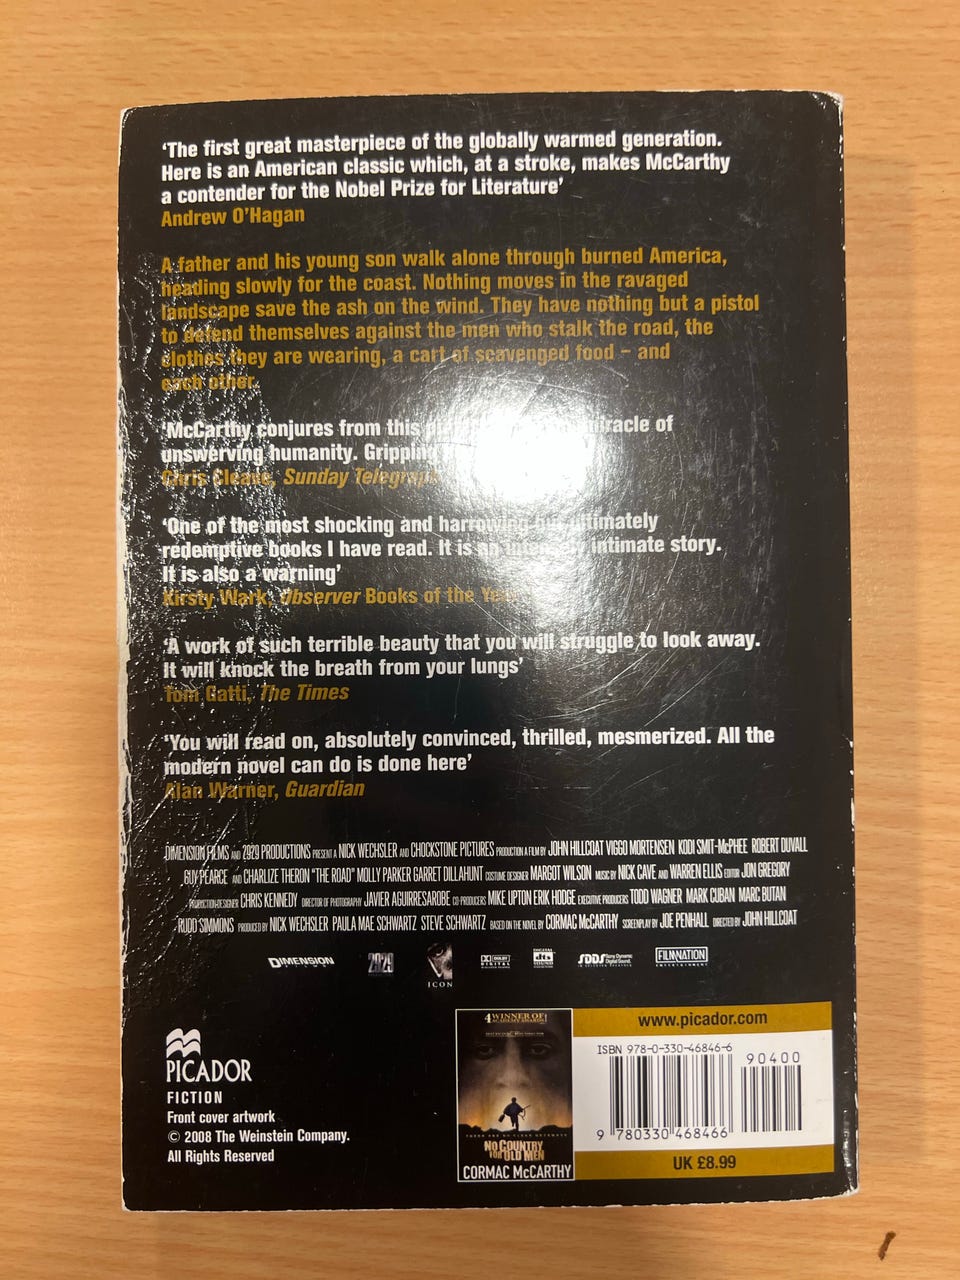 ‘The first great masterpiece of the globally warmed generation.
Here is an American classic which, at a stroke, makes McCarthy
a contender for the Nobel Prize for Literature’
Andrew O’Hagan
A father and his young son walk alone through burned America,
heading slowly for the coast. Nothing moves in the ravaged
landscape save the ash on the wind. They have nothing but a pistol
to defend themselves against the men who stalk the road, the
clothes they are wearing, a cart of scavenged food – and
each other.
‘McCarthy conjures from this miracle of
unswerving humanity. Gripping
Chris Cleave, Sunday Telegraph
‘One of the most shocking and harrowing but ultimately
redemptive books I have read. It is an intensely intimate story.
It is also a warning’
Kirsty Wark, Observer Books of the Year
‘A work of such terrible beauty that you will struggle to look away.
It will knock the breath from your lungs’
Tom Gatti, The Times
‘You will read on, absolutely convinced, thrilled, mesmerized. All the
modern novel can do is done here’
Alan Warner, Guardian
DIMENSION FILMS AND 2929 PRODUCTIONS PRESENT A NICK WECHSLER AND CHOCKSTONE PICTURES PRODUCTION A FILM BY JOHN HILLCOAT VIGGO MORTENSEN KODI SMIT-McPHEE ROBERT DUVALL
GUY PEARCE AND CHARLIZE THERON "THE ROAD" MOLLY PARKER GARRET DILLAHUNT COSTUME DESIGNER MARGOT WILSON MUSIC BY NICK CAVE AND WARREN ELLIS EDITOR JON GREGORY
PRODUCTION DESIGNER CHRIS KENNEDY DIRECTOR OF PHOTOGRAPHY JAVIER AGUIRRESAROBE CO-PRODUCERS MIKE UPTON ERIK HODGE EXECUTIVE PRODUCERS TODD WAGNER MARK CUBAN MARC BUTAN
RUDD SIMMONS PRODUCED BY NICK WECHSLER PAULA MAE SCHWARTZ STEVE SCHWARTZ BASED ON THE NOVEL BY CORMAC McCARTHY SCREENPLAY BY JOE PENHALL DIRECTED BY JOHN HILLCOAT
DIMENSION FILMS 2929 ICON DOLBY DIGITAL DIGITAL dts SOUND SDDS Sony Dynamic Digital Sound. FILMNATION ENTERTAINMENT
PICADOR
FICTION
Front cover artwork
© 2008 The Weinstein Company.
All Rights Reserved
4 WINNER OF
ACADEMY AWARDS
NO COUNTRY
FOR OLD MEN
CORMAC McCARTHY
www.picador.com
ISBN 978-0-330-46846-6
90400
9 780330 468466
UK £8.99